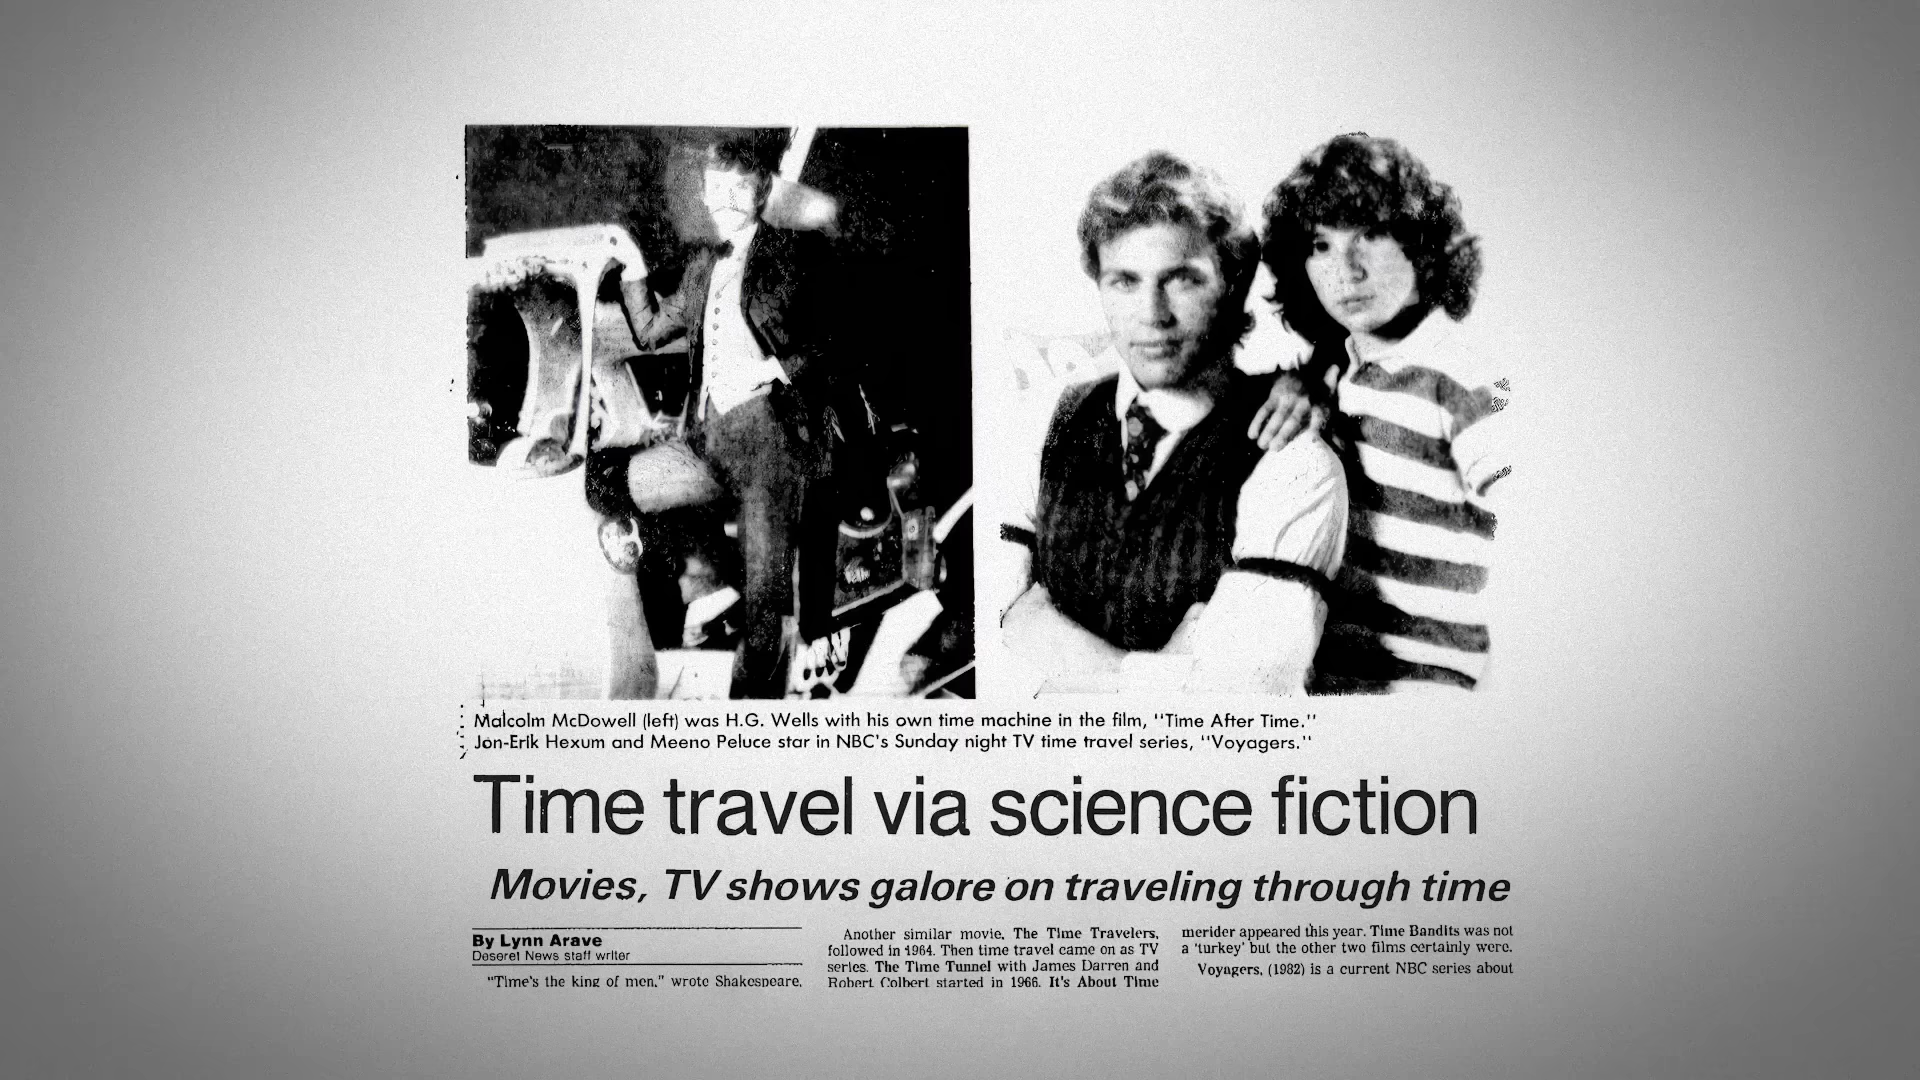 Malcolm McDowell (left) was H.G. Wells with his own time machine in the film, "Time After Time."
Jon-Erik Hexum and Meeno Peluce star in NBC's Sunday night TV time travel series, "Voyagers."
Time travel via science fiction
Movies, TV shows galore on traveling through time
By Lynn Arave
Deseret News staff writer
"Time's the king of men," wrote Shakespeare,
Another similar movie, The Time Travelers,
followed in 1964. Then time travel came on as TV
series. The Time Tunnel with James Darren and
Robert Colbert started in 1966. It's About Time
merider appeared this year. Time Bandits was not
a 'turkey' but the other two films certainly were.
Voyagers, (1982) is a current NBC series about